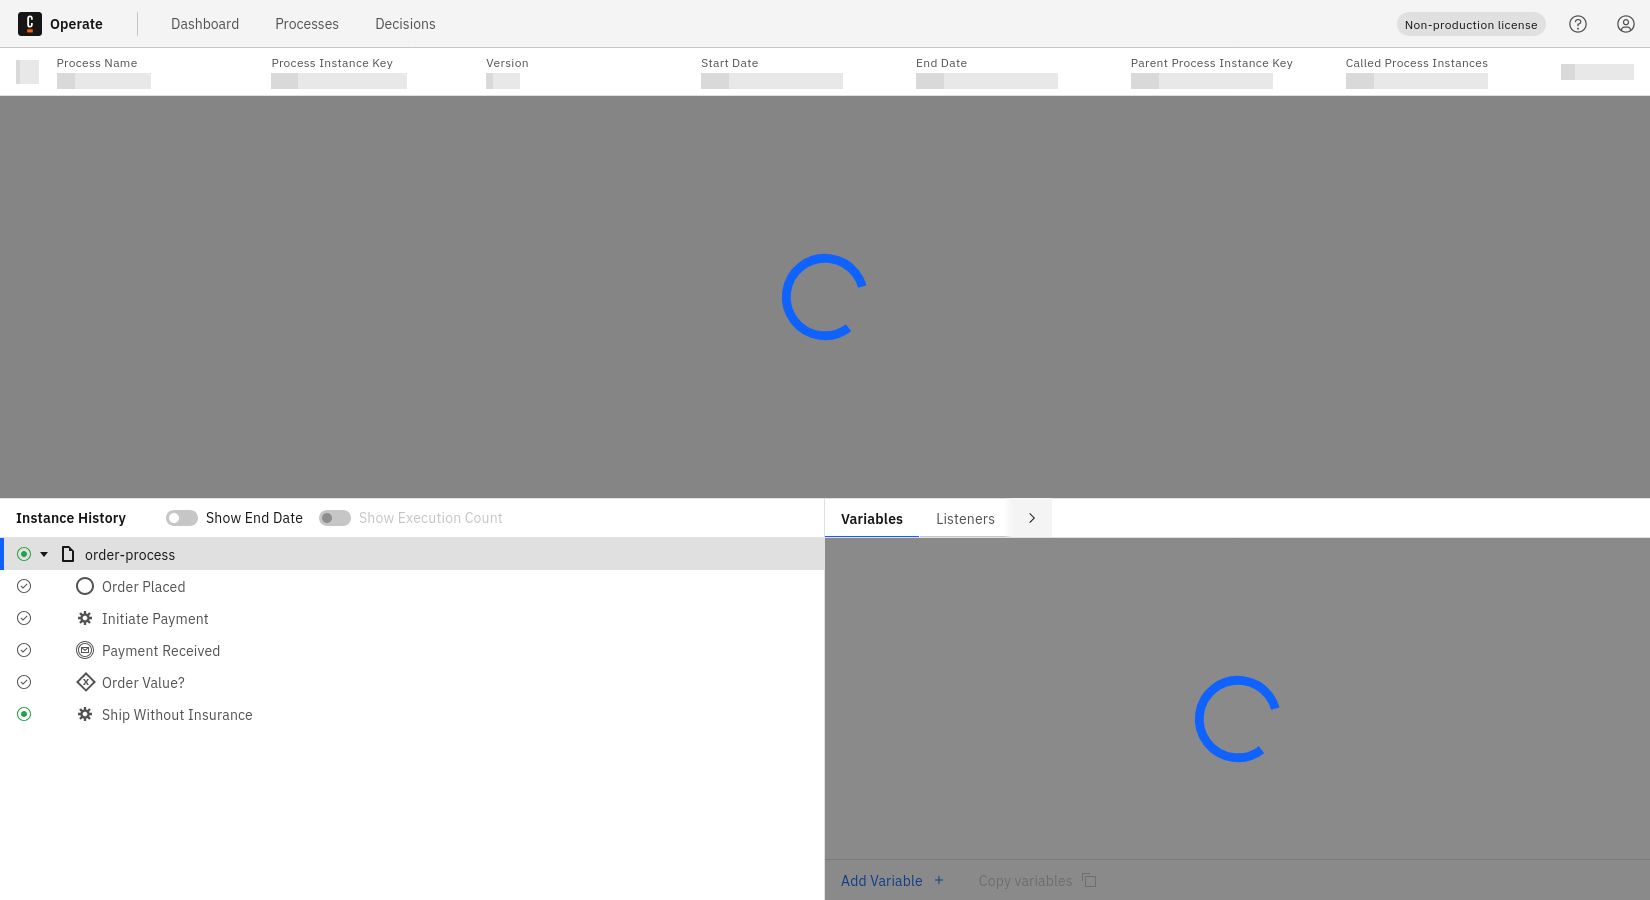 Operate
Dashboard
Processes
Decisions
Non-production license
Process Name
Process Instance Key
Version
Start Date
End Date
Parent Process Instance Key
Called Process Instances
Instance History
Show End Date
Show Execution Count
Variables
Listeners
order-process
Order Placed
Initiate Payment
Payment Received
Order Value?
Ship Without Insurance
Add Variable +
Copy variables